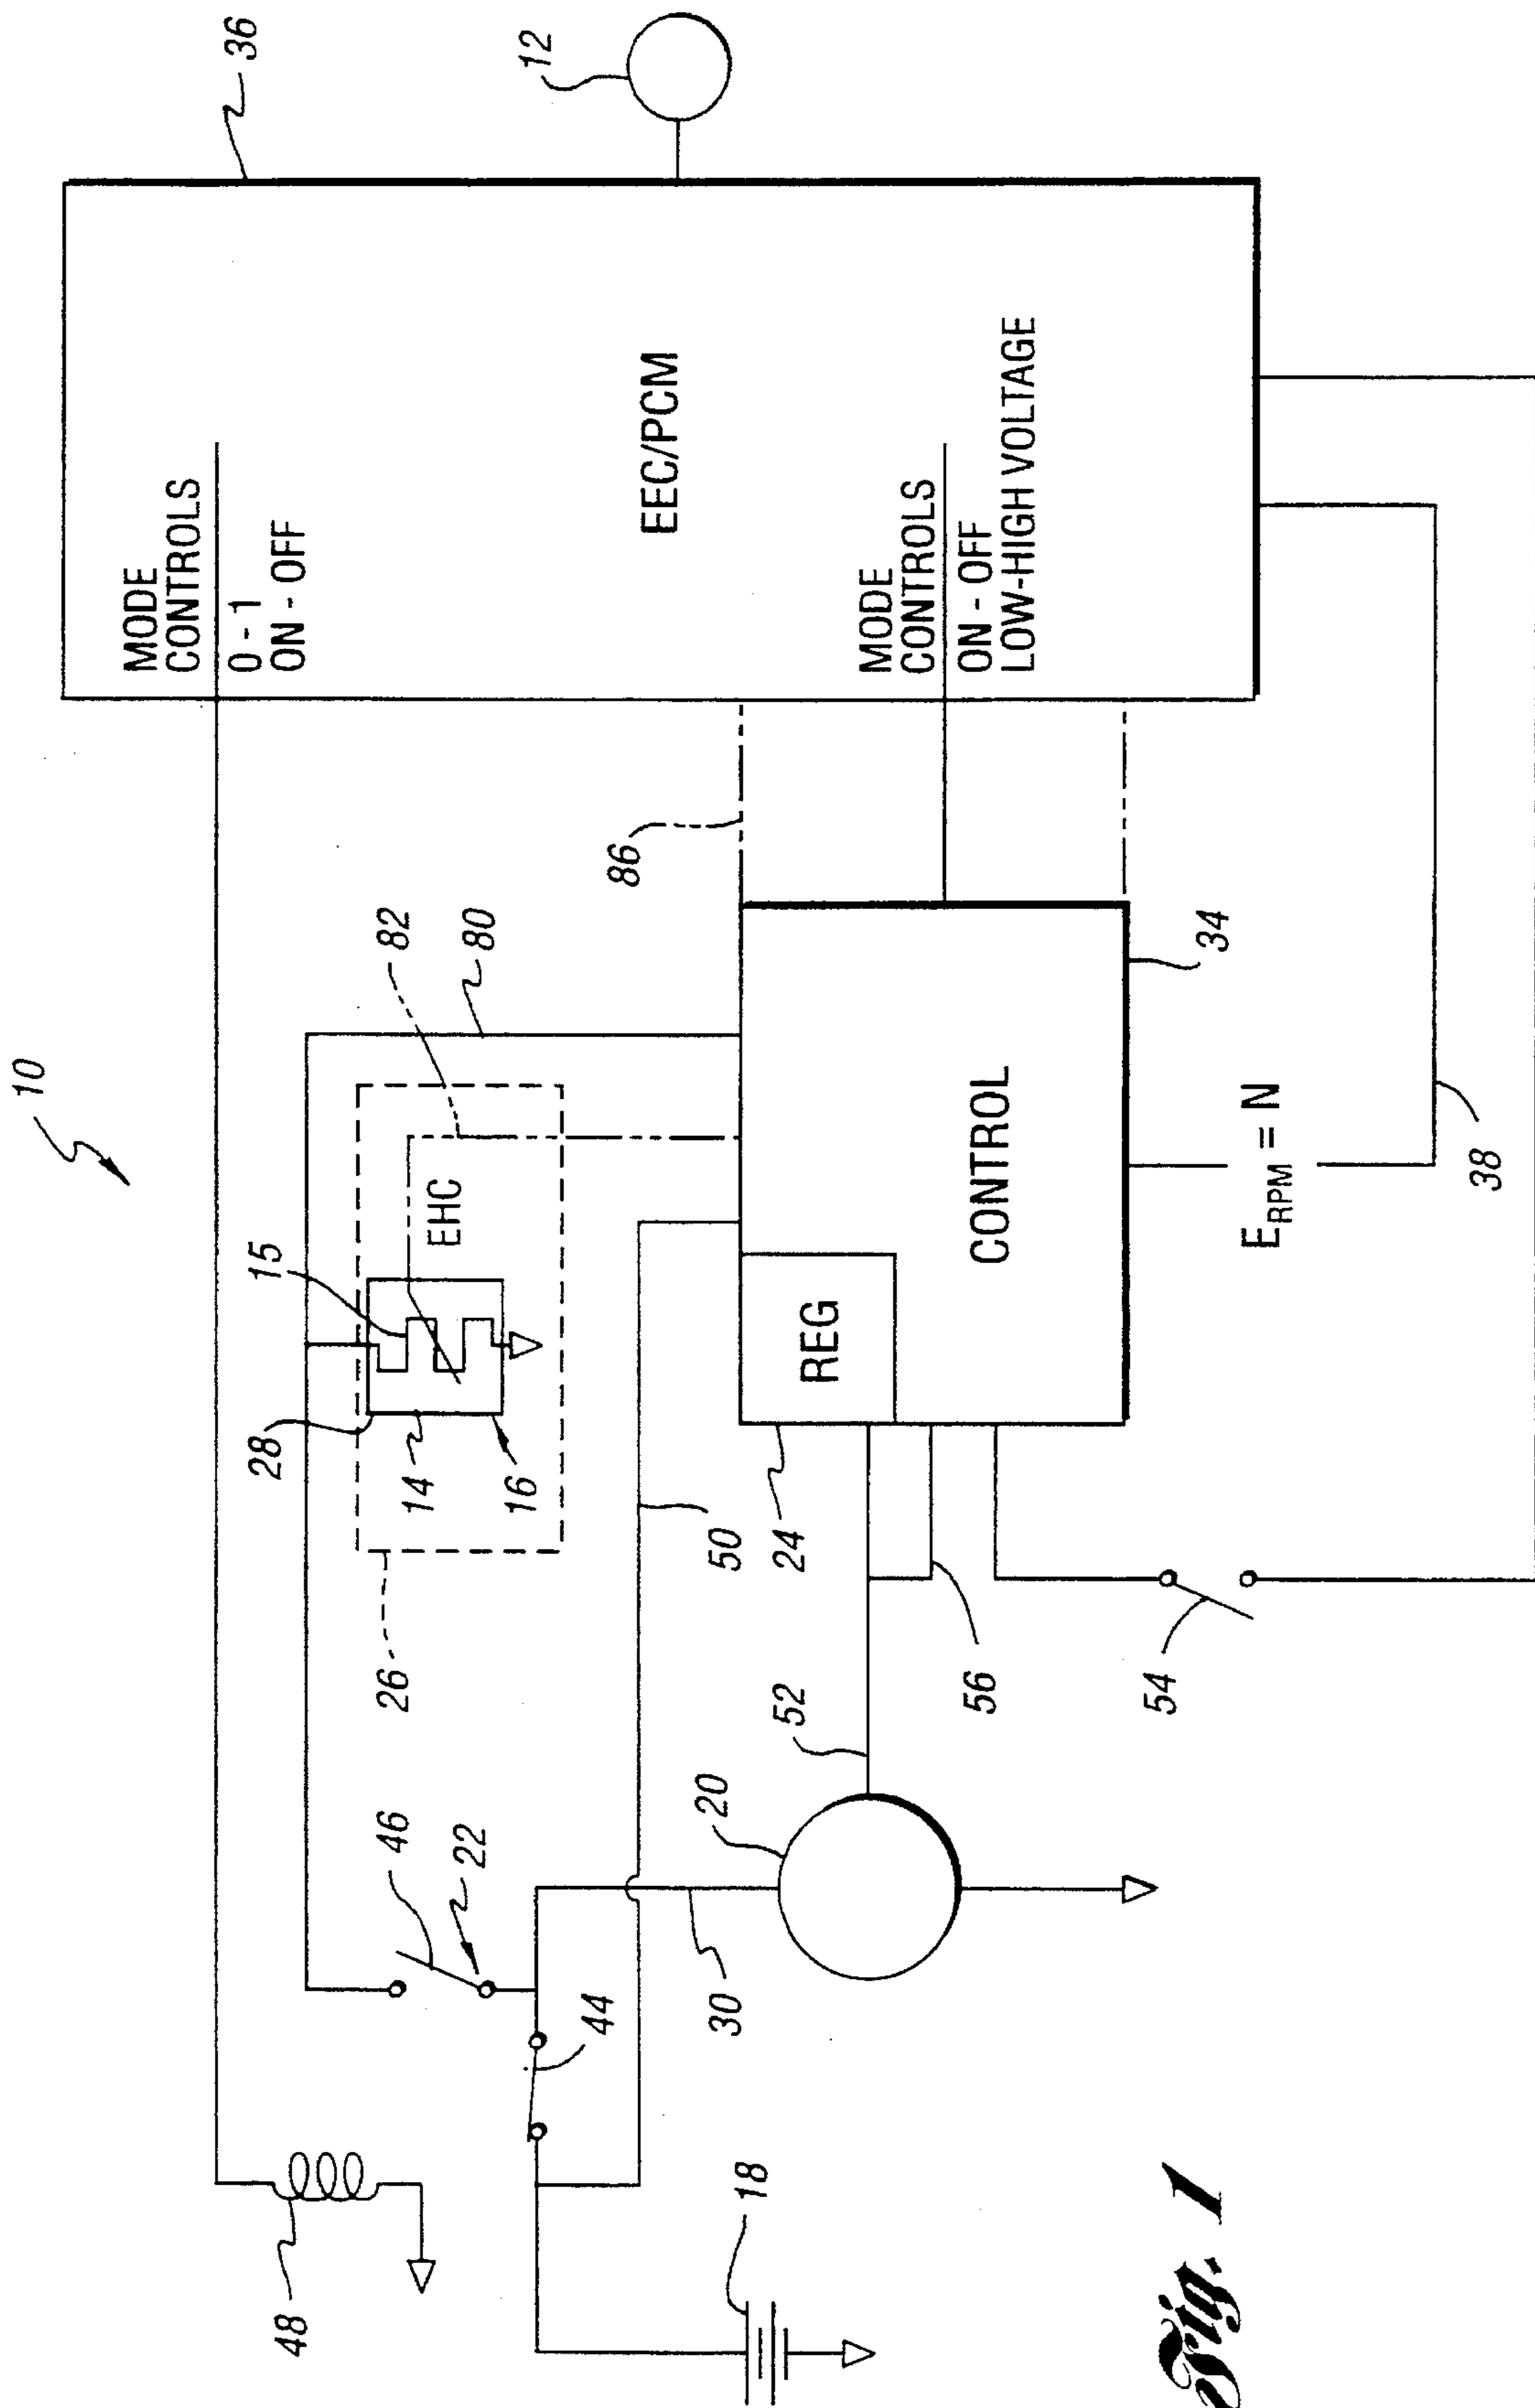 10
36
12
MODE
CONTROLS
0 - 1
ON - OFF
EEC/PCM
MODE
CONTROLS
ON - OFF
LOW-HIGH VOLTAGE
48
46
22
44
18
30
20
52
56
54
50
26
28
15
14
16
EHC
82
80
86
24
REG
CONTROL
34
E_RPM = N
38
Fig. 1